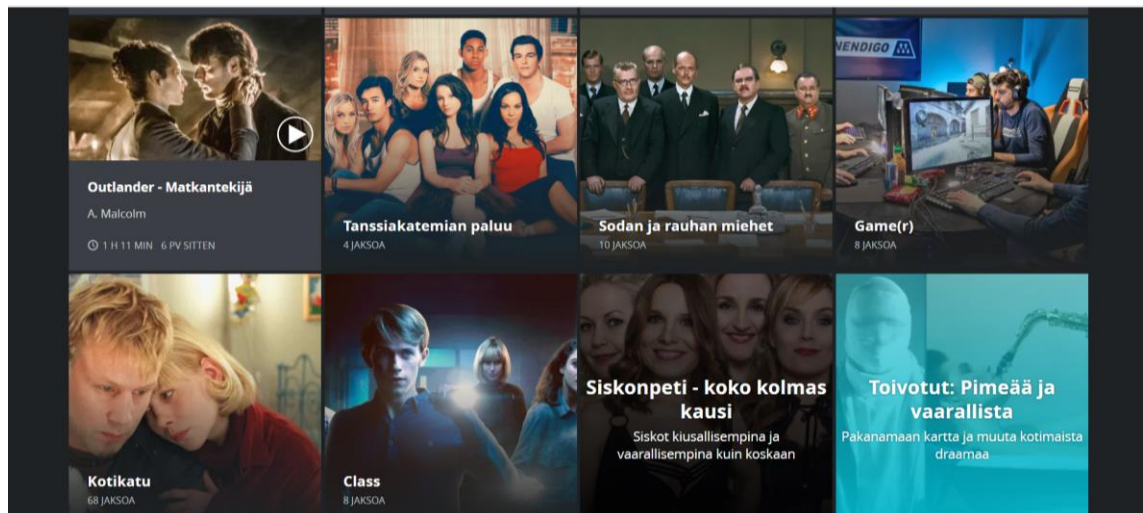 NENDIGO
Outlander - Matkantekijä
A. Malcolm
1 H 11 MIN 6 PV SITTEN
Tanssiakatemian paluu
4 JAKSOA
Sodan ja rauhan miehet
10 JAKSOA
Game(r)
8 JAKSOA
Kotikatu
68 JAKSOA
Class
8 JAKSOA
Siskonpeti - koko kolmas
kausi
Siskot kiusallisempina ja
vaarallisempina kuin koskaan
Toivotut: Pimeää ja
vaarallista
Pakanamaan kartta ja muuta kotimaista
draamaa